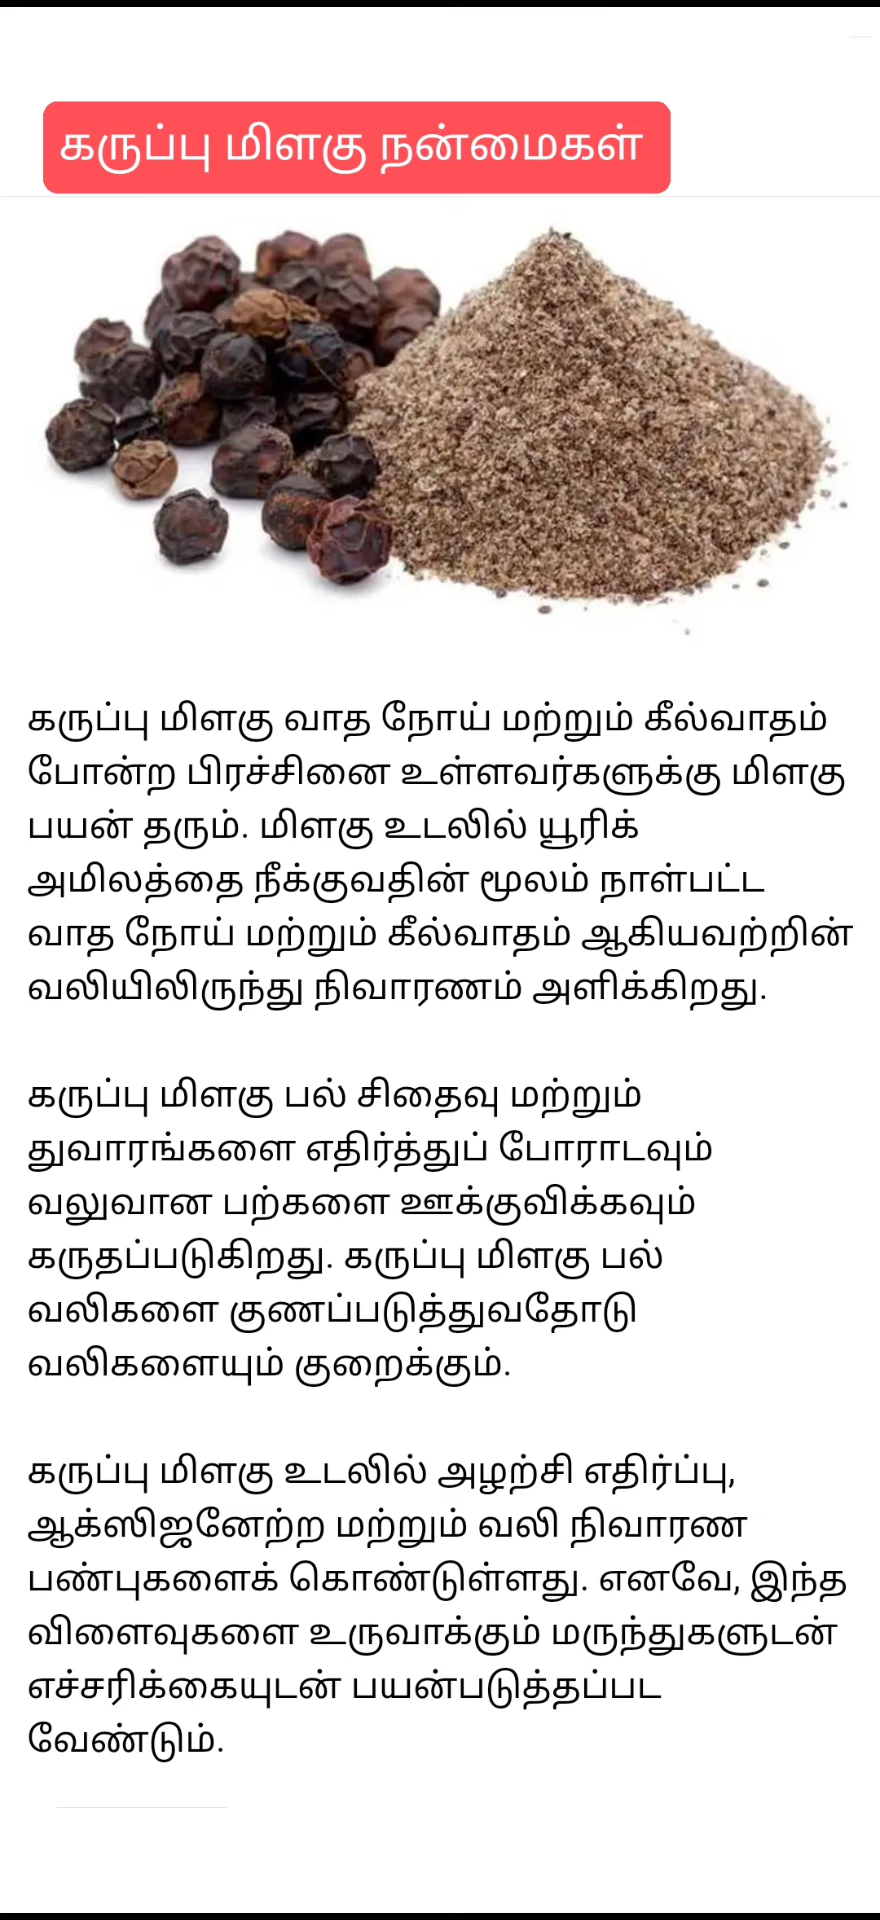 கருப்பு மிளகு நன்மைகள்
கருப்பு மிளகு வாத நோய் மற்றும் கீல்வாதம்
போன்ற பிரச்சினை உள்ளவர்களுக்கு மிளகு
பயன் தரும். மிளகு உடலில் யூரிக்
அமிலத்தை நீக்குவதின் மூலம் நாள்பட்ட
வாத நோய் மற்றும் கீல்வாதம் ஆகியவற்றின்
வலியிலிருந்து நிவாரணம் அளிக்கிறது.
கருப்பு மிளகு பல் சிதைவு மற்றும்
துவாரங்களை எதிர்த்துப் போராடவும்
வலுவான பற்களை ஊக்குவிக்கவும்
கருதப்படுகிறது. கருப்பு மிளகு பல்
வலிகளை குணப்படுத்துவதோடு
வலிகளையும் குறைக்கும்.
கருப்பு மிளகு உடலில் அழற்சி எதிர்ப்பு,
ஆக்ஸிஜனேற்ற மற்றும் வலி நிவாரண
பண்புகளைக் கொண்டுள்ளது. எனவே, இந்த
விளைவுகளை உருவாக்கும் மருந்துகளுடன்
எச்சரிக்கையுடன் பயன்படுத்தப்பட
வேண்டும்.